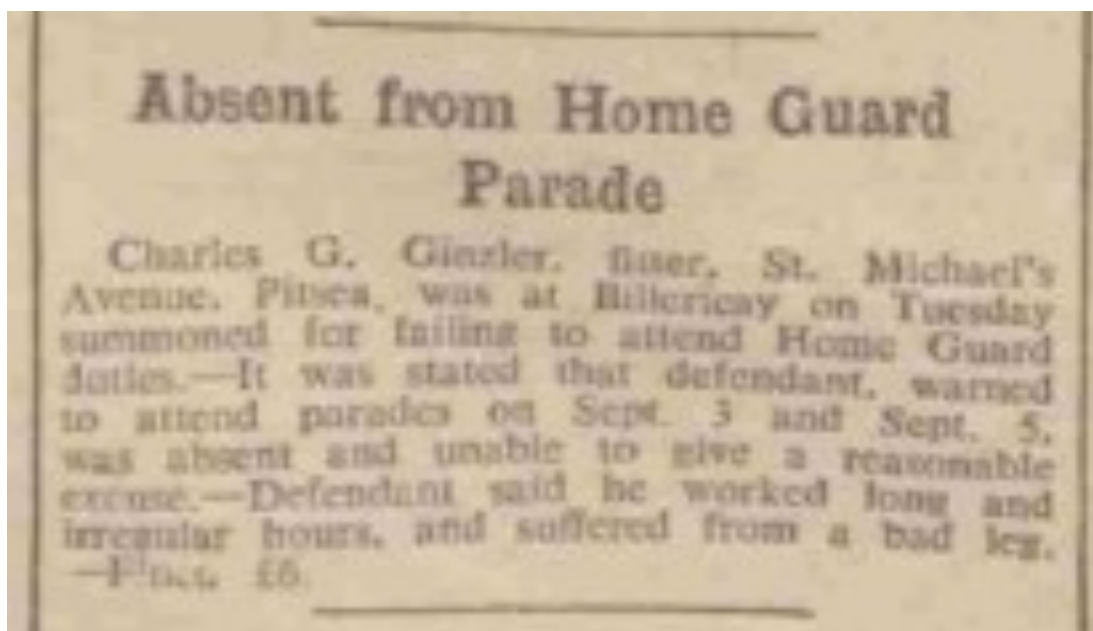 Absent from Home Guard
Parade
Charles G. Ginzler, fitter, St. Michael's
Avenue, Pitsea, was at Billericay on Tuesday
summoned for failing to attend Home Guard
duties.—It was stated that defendant, warned
to attend parades on Sept. 3 and Sept. 5,
was absent and unable to give a reasonable
excuse.—Defendant said he worked long and
irregular hours, and suffered from a bad leg.
—Fined